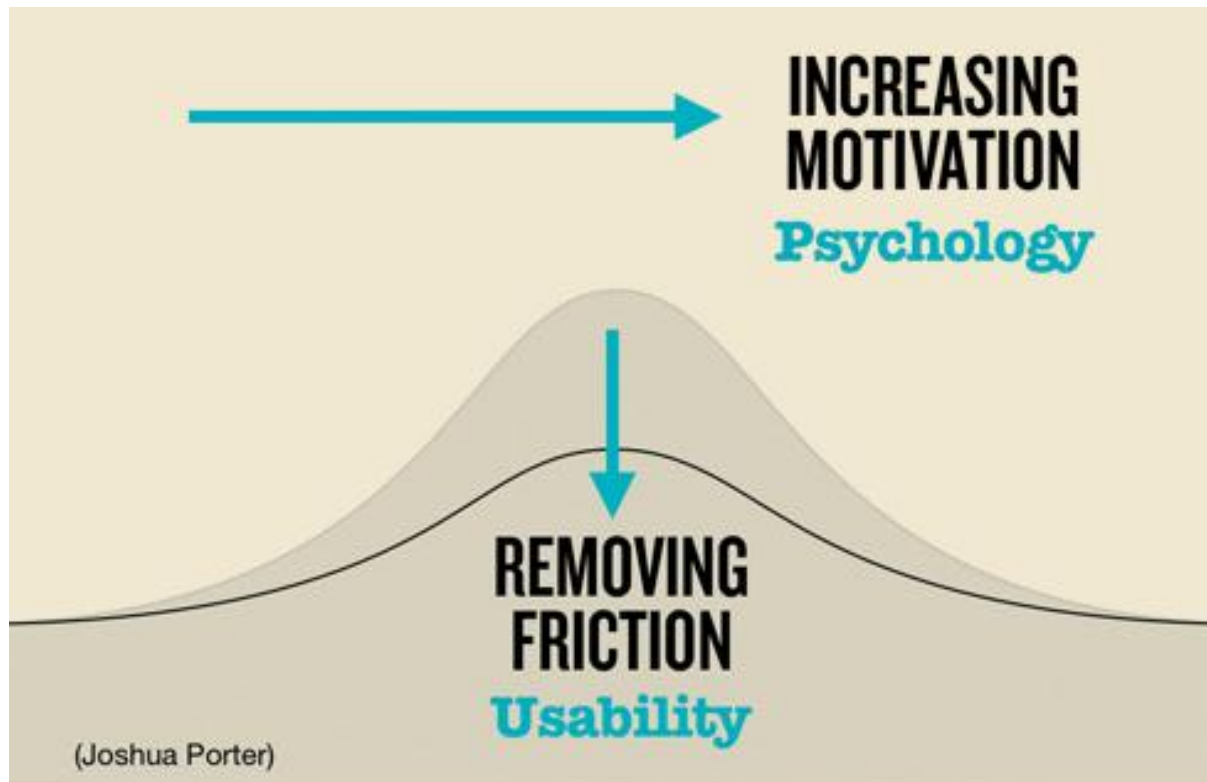 INCREASING
MOTIVATION
Psychology
REMOVING
FRICTION
Usability
(Joshua Porter)